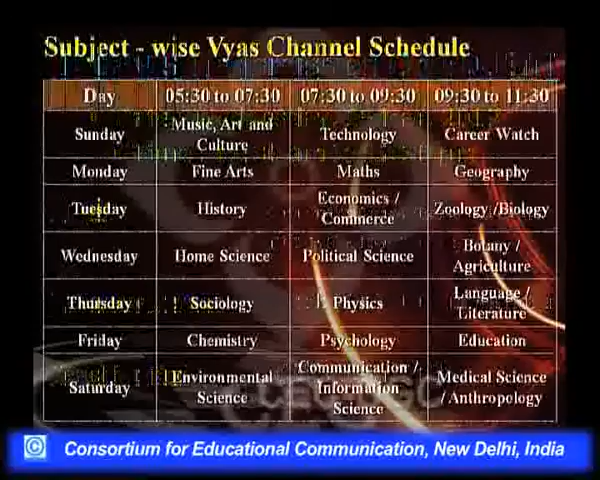 Subject - wise Vyas Channel Schedule
Day 05:30 to 07:30 07:30 to 09:30 09:30 to 11:30
Sunday Music, Art and Culture Technology Career Watch
Monday Fine Arts Maths Geography
Tuesday History Economics / Commerce Zoology /Biology
Wednesday Home Science Political Science Botany / Agriculture
Thursday Sociology Physics Language / Literature
Friday Chemistry Psychology Education
Saturday Environmental Science Communication / Information Science Medical Science / Anthropology
© Consortium for Educational Communication, New Delhi, India